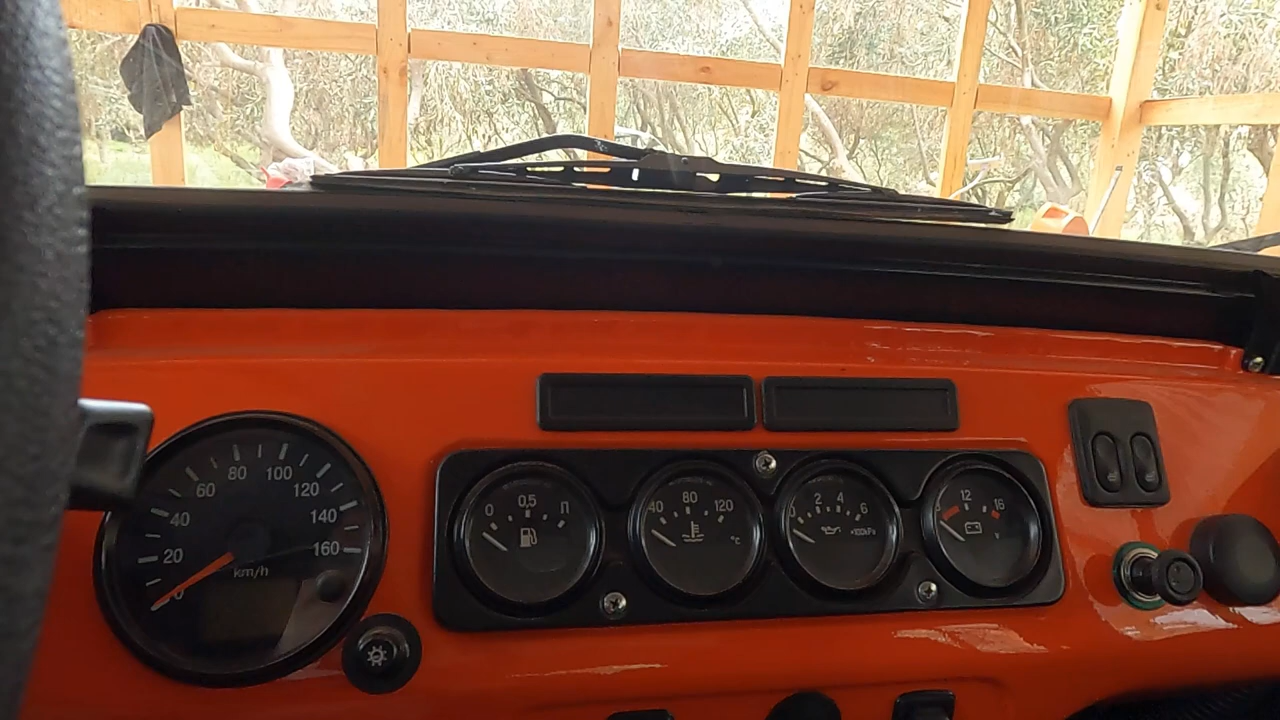 20 40 60 80 100 120 140 160
km/h
0 0,5 П
40 80 120
°C
0 2 4 6
×100kPa
12 16
V